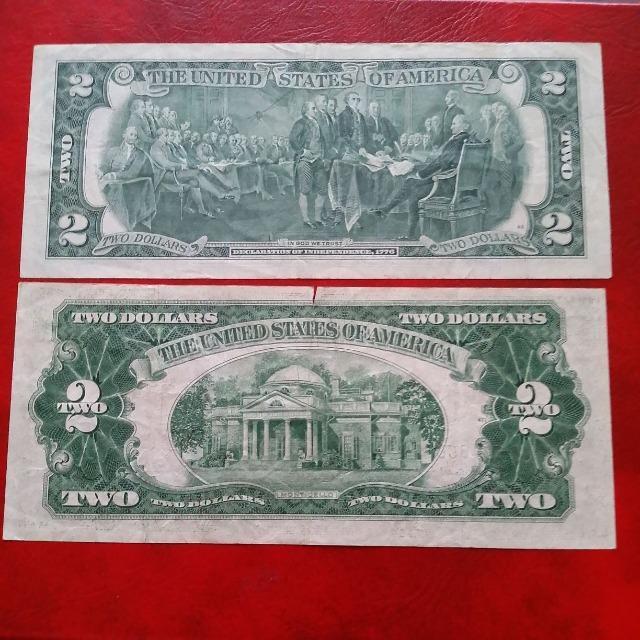 2 THE UNITED STATES OF AMERICA 2
TWO TWO
2 2
TWO DOLLARS IN GOD WE TRUST TWO DOLLARS
DECLARATION OF INDEPENDENCE, 1776
TWO DOLLARS TWO DOLLARS
THE UNITED STATES OF AMERICA
2 2
TWO TWO
TWO TWO DOLLARS MONTICELLO TWO DOLLARS TWO